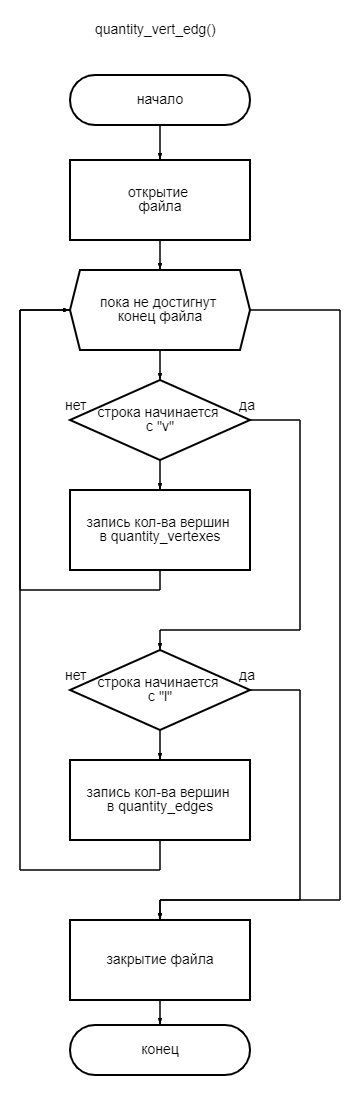 quantity_vert_edg()
начало
открытие
файла
пока не достигнут
конец файла
нет
да
строка начинается
с "v"
запись кол-ва вершин
в quantity_vertexes
нет
да
строка начинается
с "l"
запись кол-ва вершин
в quantity_edges
закрытие файла
конец